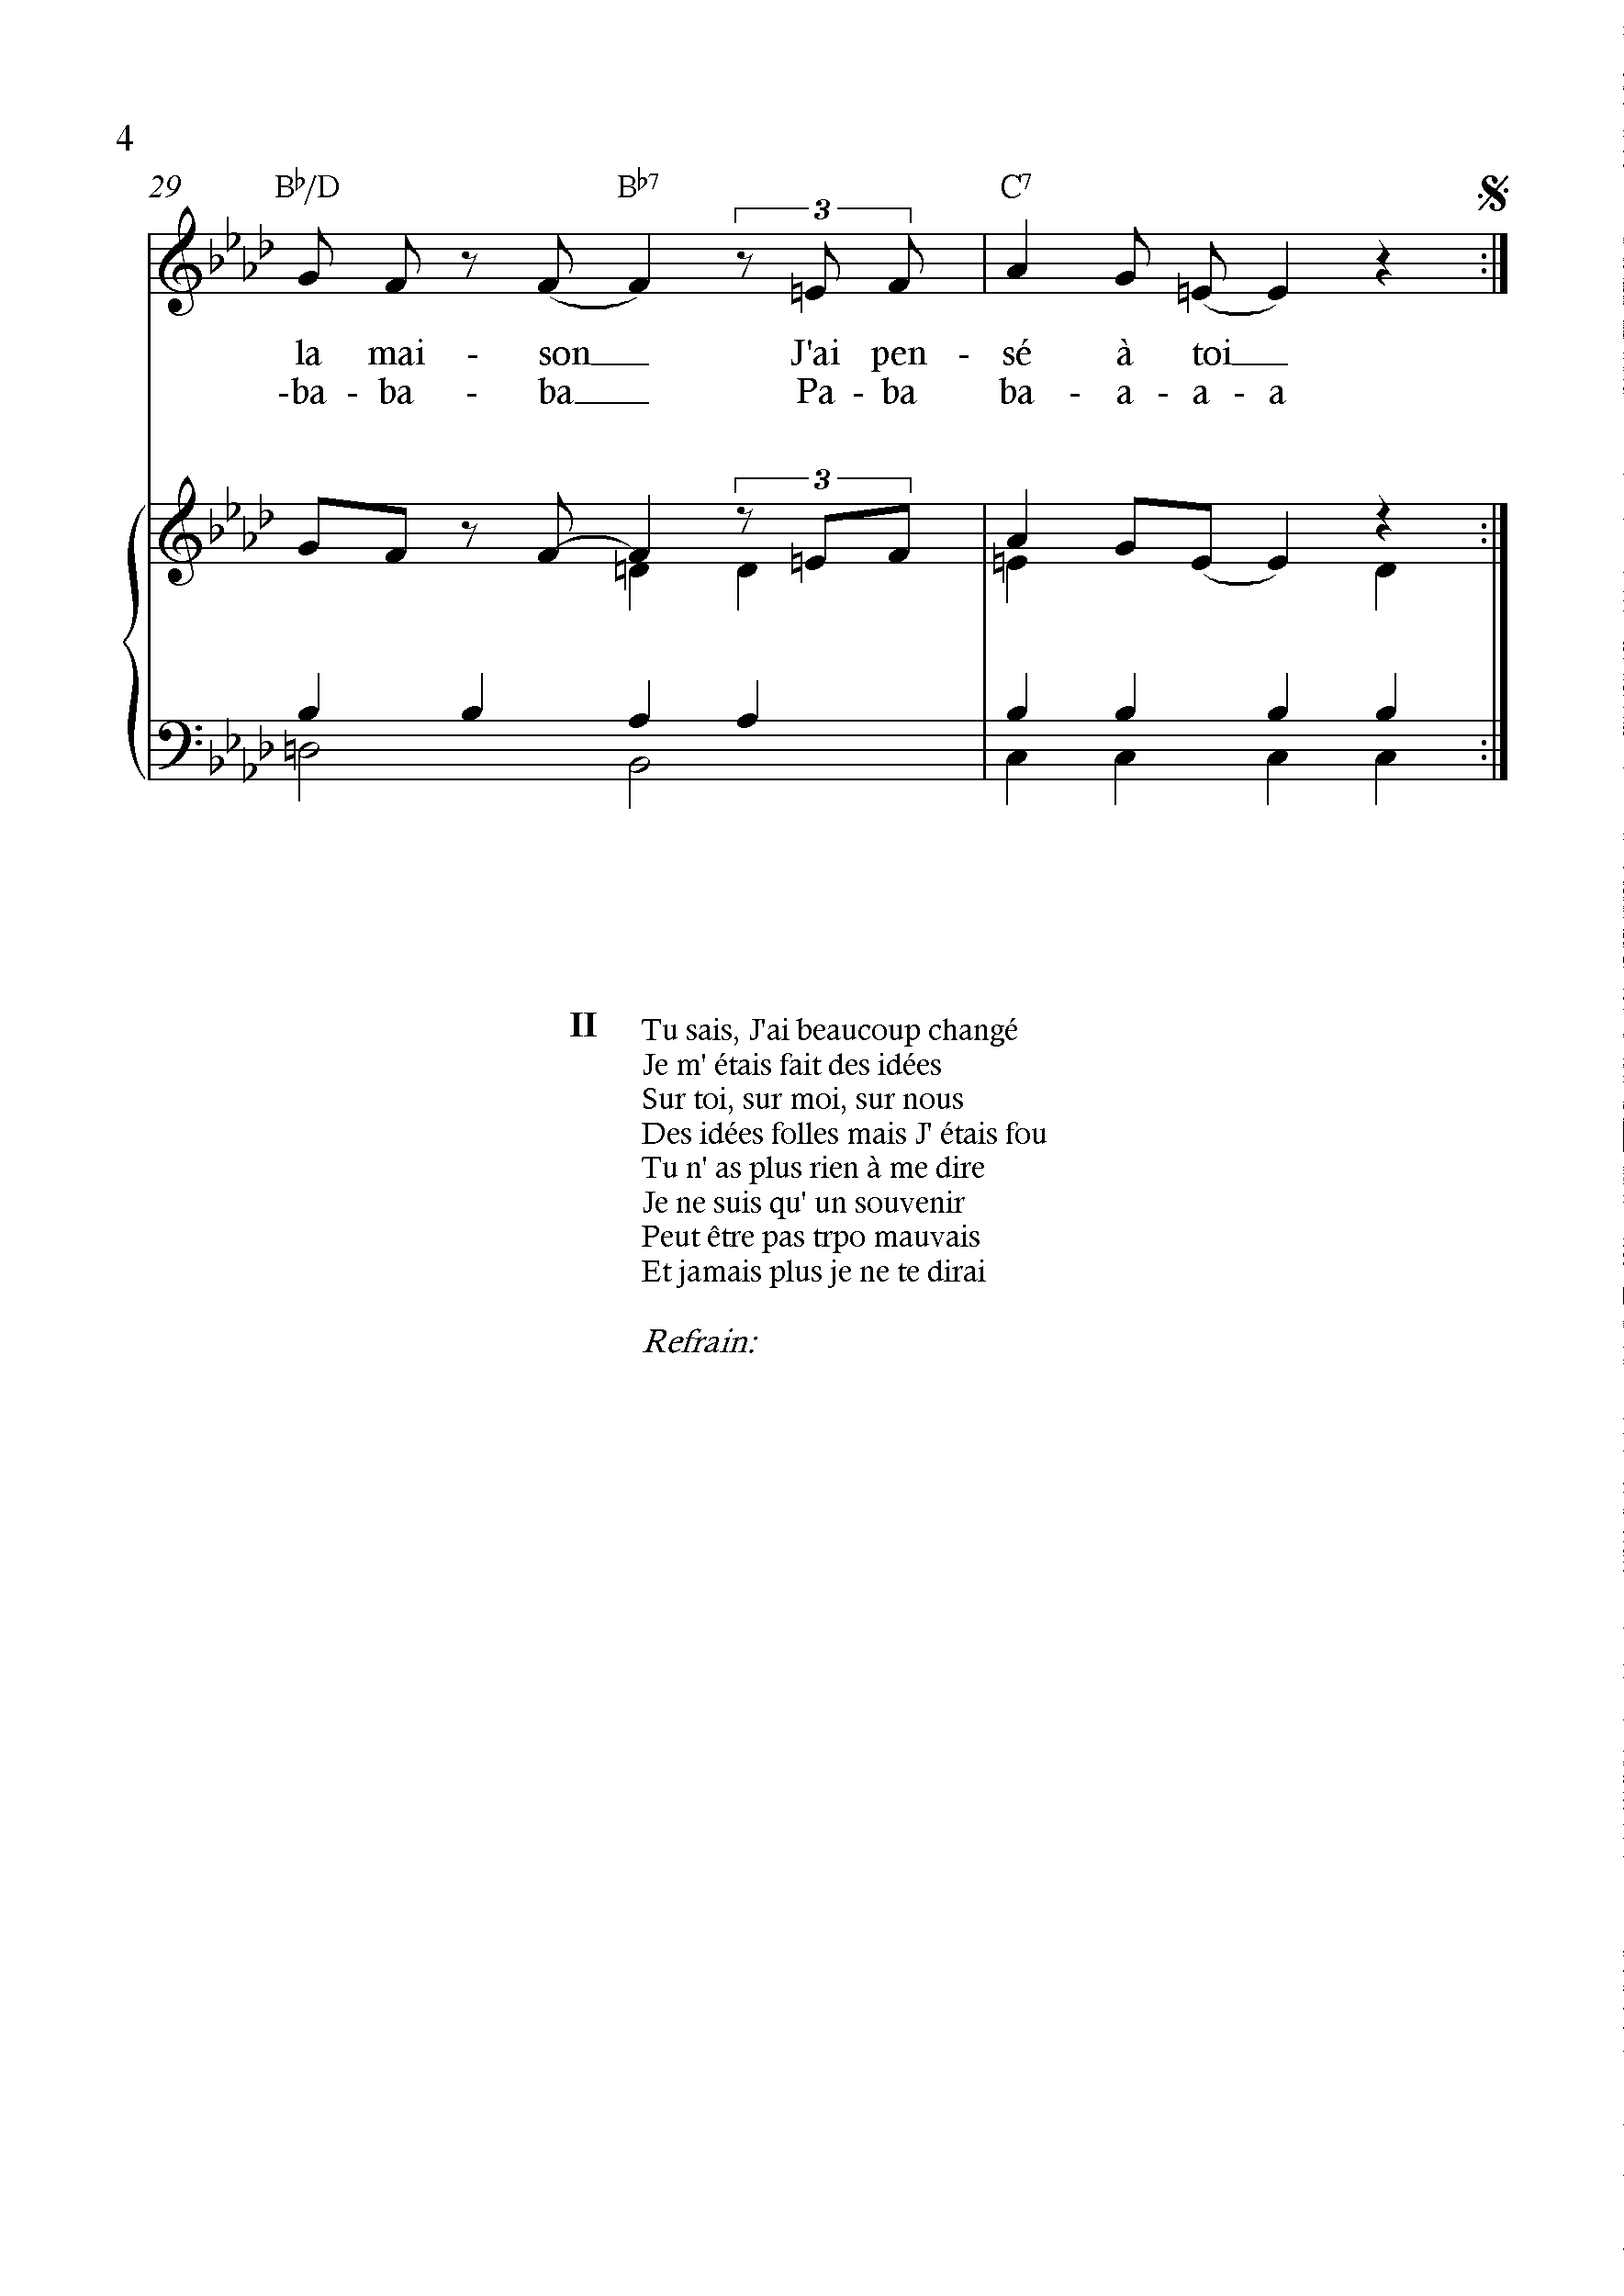 4
29 B♭/D B♭7 C7
3
la mai - son J'ai pen - sé à toi
-ba - ba - ba Pa - ba ba - a - a - a
3
II Tu sais, J'ai beaucoup changé
Je m' étais fait des idées
Sur toi, sur moi, sur nous
Des idées folles mais J' étais fou
Tu n' as plus rien à me dire
Je ne suis qu' un souvenir
Peut être pas trpo mauvais
Et jamais plus je ne te dirai
Refrain: